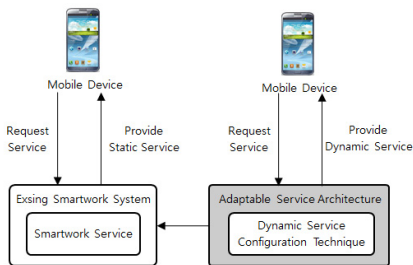 Mobile Device
Mobile Device
Request
Service
Provide
Static Service
Request
Service
Provide
Dynamic Service
Exsing Smartwork System
Smartwork Service
Adaptable Service Architecture
Dynamic Service
Configuration Technique